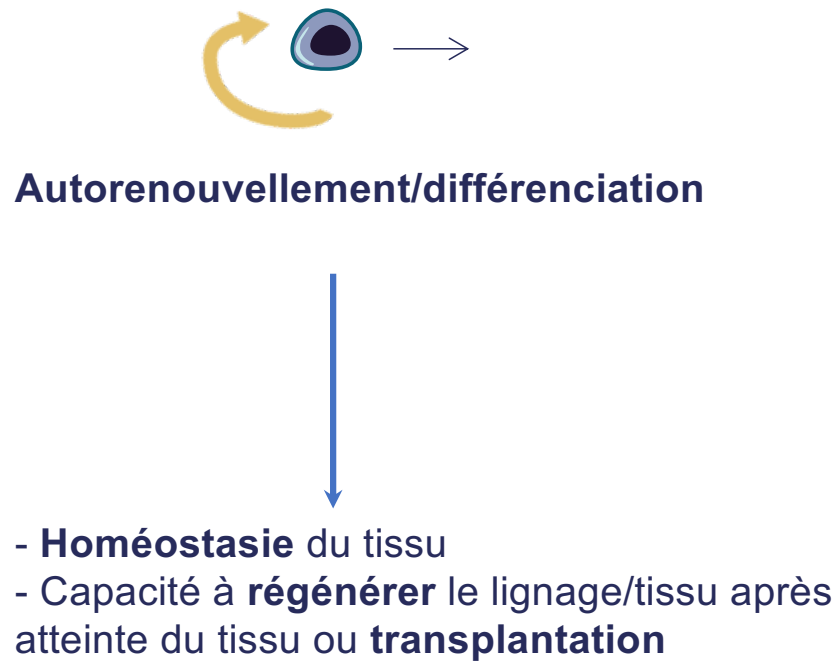 Autorenouvellement/différenciation
- Homéostasie du tissu
- Capacité à régénérer le lignage/tissu après
atteinte du tissu ou transplantation